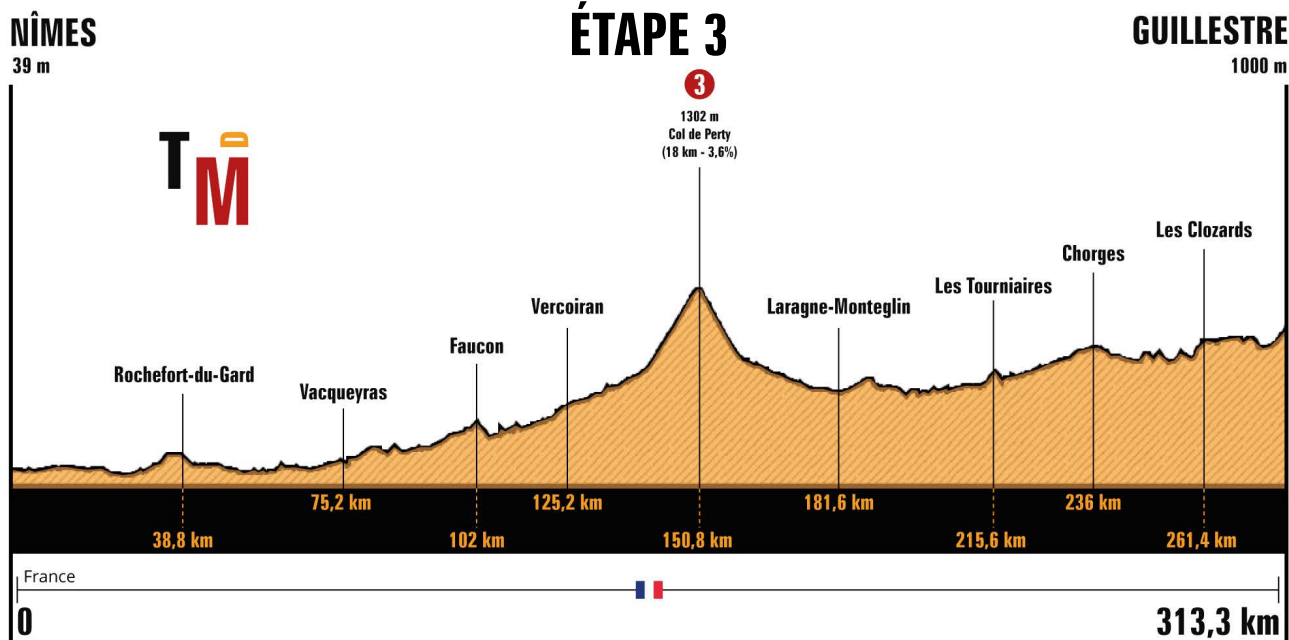 NÎMES
39 m
ÉTAPE 3
GUILLESTRE
1000 m
3
1302 m
Col de Perty
(18 km - 3,6%)
TDM
Rochefort-du-Gard
Vacqueyras
Faucon
Vercoiran
Laragne-Monteglin
Les Tourniaires
Chorges
Les Clozards
75,2 km
125,2 km
181,6 km
236 km
38,8 km
102 km
150,8 km
215,6 km
261,4 km
France
0
313,3 km